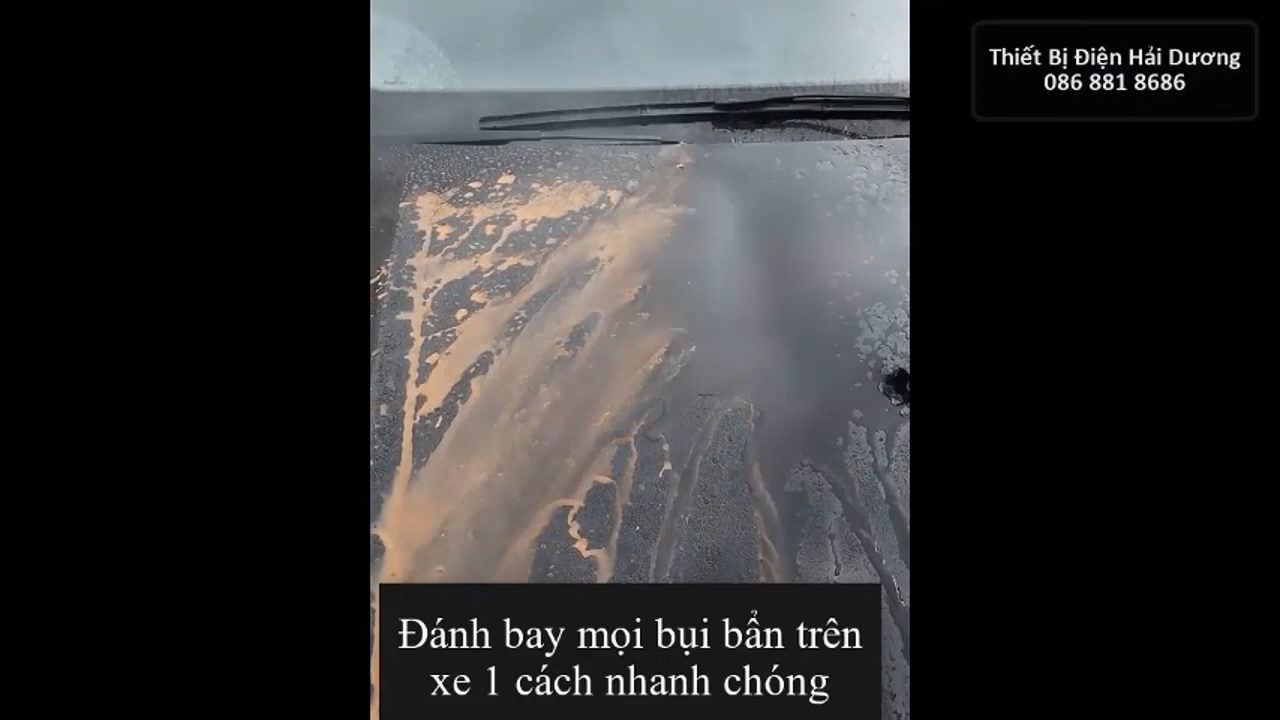 Thiết Bị Điện Hải Dương
086 881 8686
Đánh bay mọi bụi bẩn trên
xe 1 cách nhanh chóng